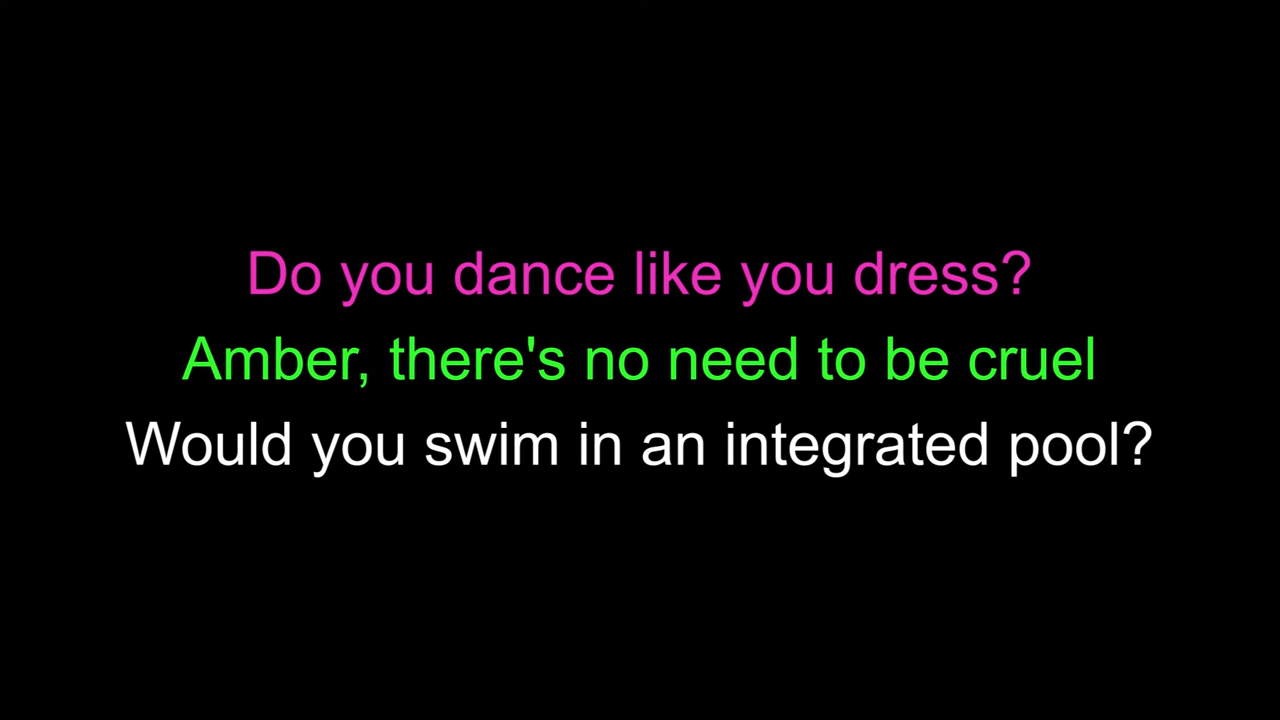 Do you dance like you dress?
Amber, there's no need to be cruel
Would you swim in an integrated pool?